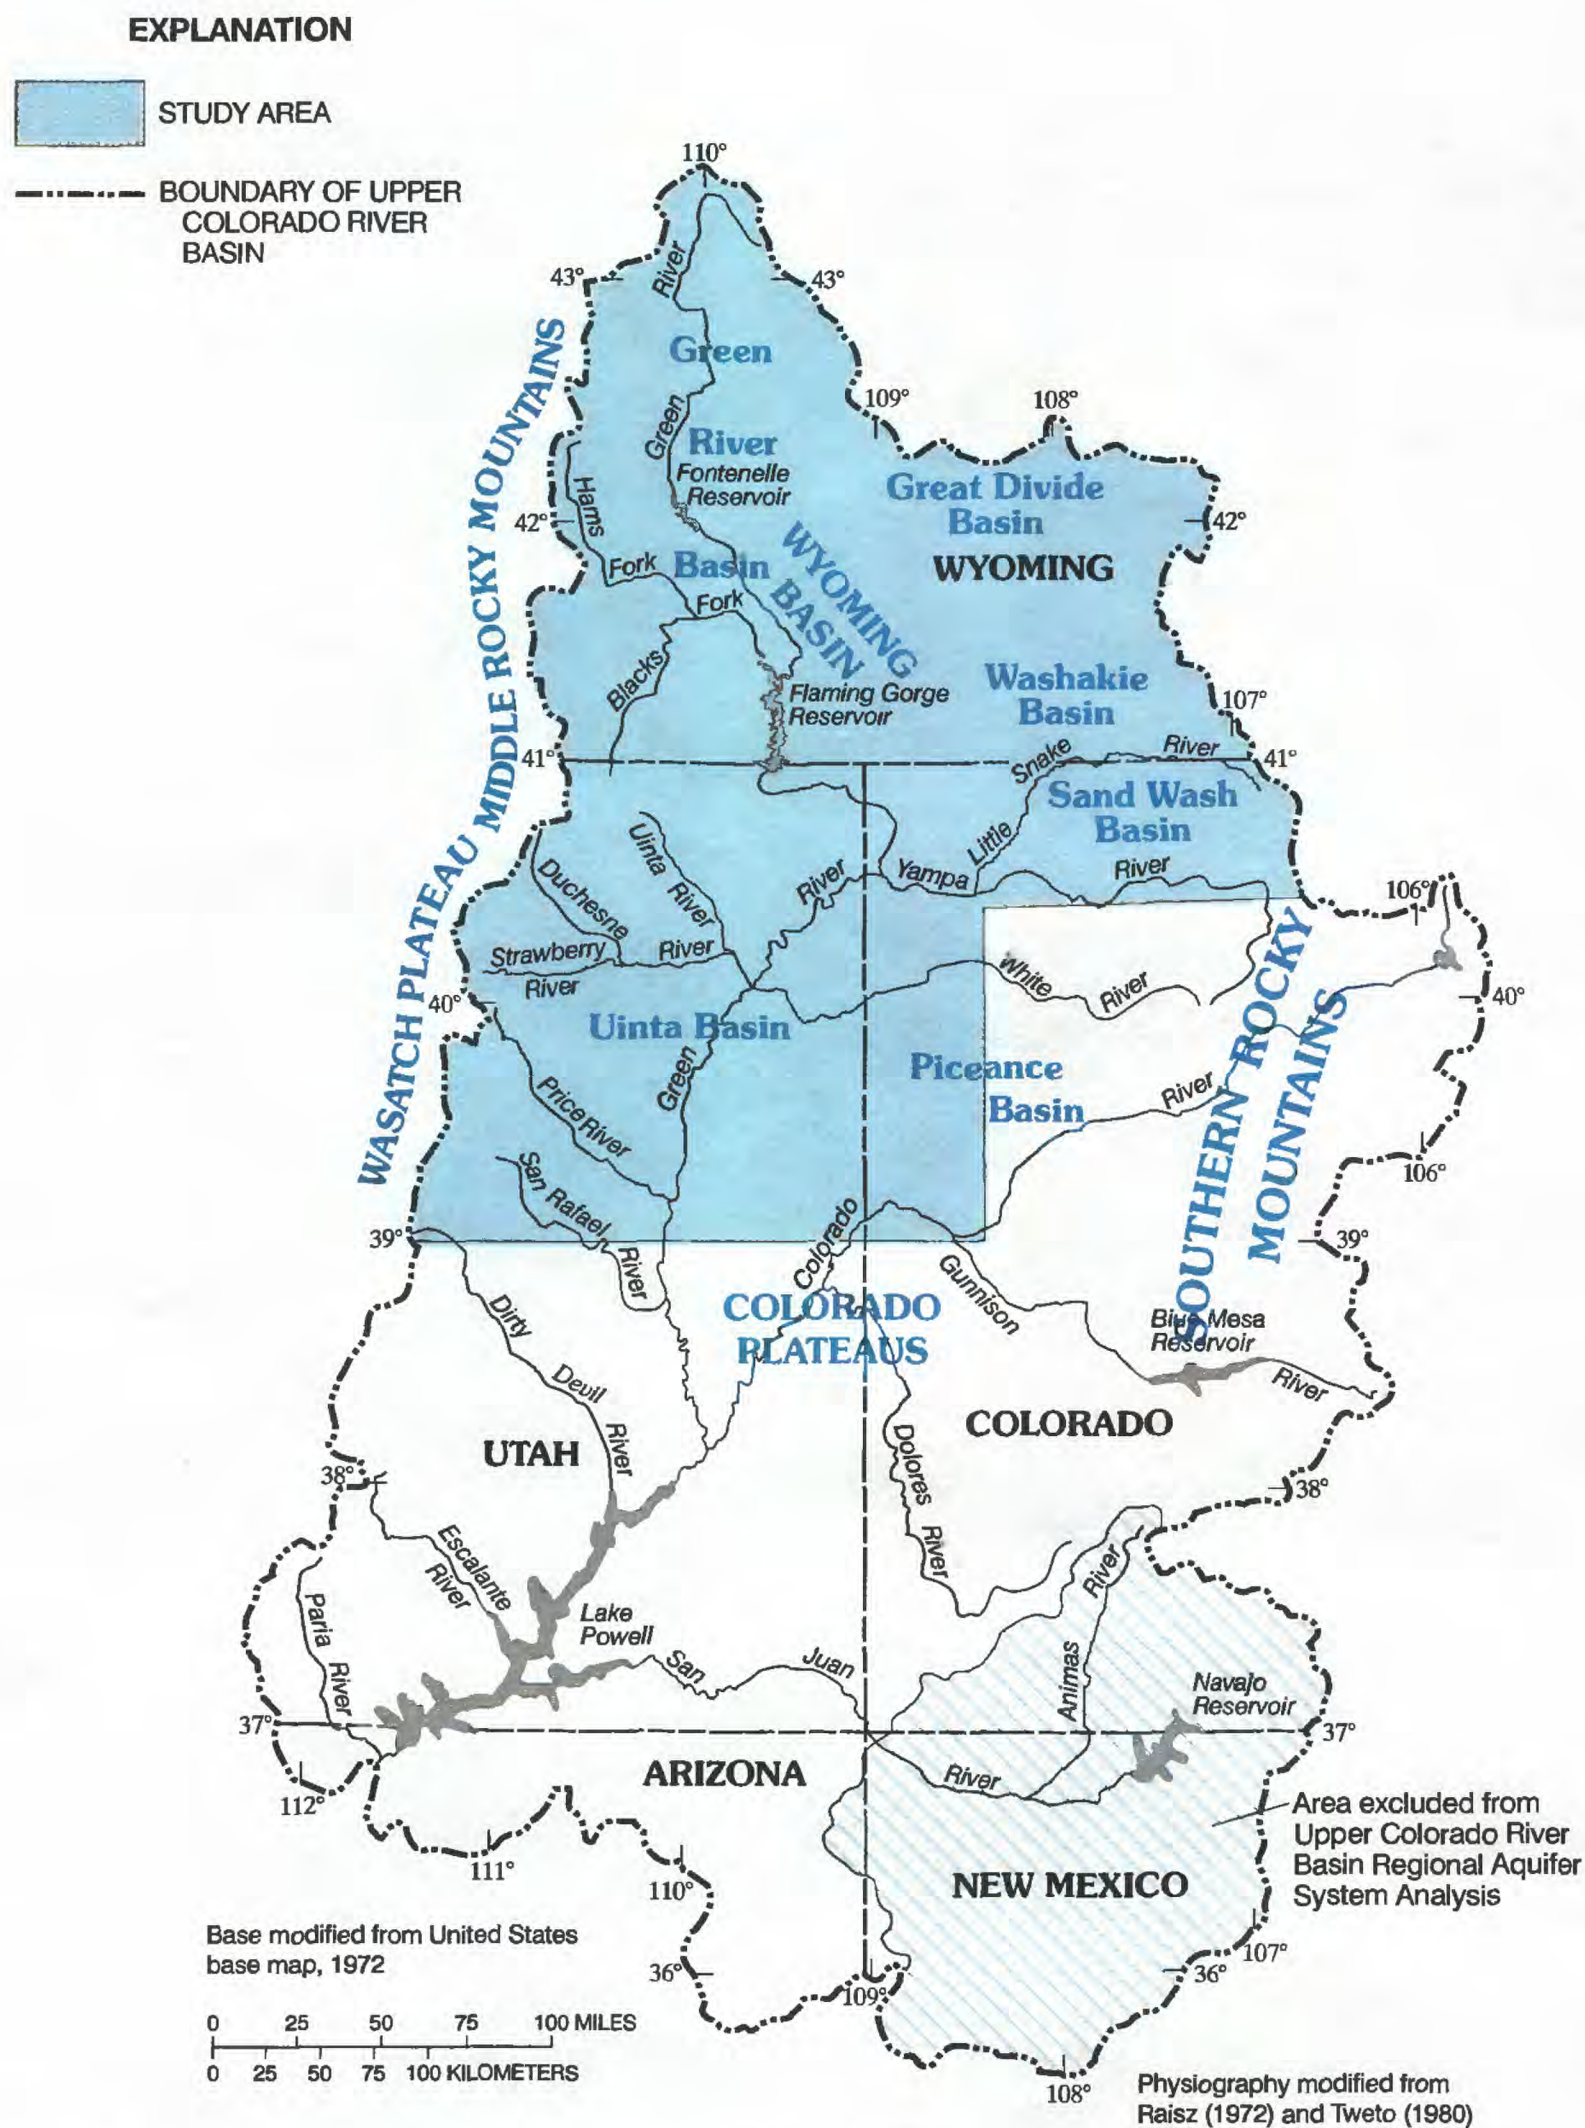 EXPLANATION
STUDY AREA
BOUNDARY OF UPPER
COLORADO RIVER
BASIN
110°
43°
43°
River
Green
109°
108°
Green
River
Fontenelle
Reservoir
Great Divide
Basin
Hams
42°
42°
WYOMING
BASIN
WYOMING
Fork
Basin
Fork
MIDDLE ROCKY MOUNTAINS
Blacks
Washakie
Basin
Flaming Gorge
Reservoir
107°
41°
41°
Snake
River
Little
Sand Wash
Basin
Uinta River
Duchesne
River
Yampa
River
106°
WASATCH PLATEAU
Strawberry
River
River
White
River
40°
40°
Uinta Basin
Green
Piceance
Basin
River
Price River
SOUTHERN ROCKY
MOUNTAINS
106°
San Rafael
River
39°
39°
Colorado
Gunnison
COLORADO
PLATEAUS
Dirty
Devil
River
Blue Mesa
Reservoir
River
UTAH
COLORADO
Dolores
River
38°
38°
Escalante
River
Paria
River
Lake
Powell
San
Juan
River
Animas
Navajo
Reservoir
37°
37°
ARIZONA
River
112°
Area excluded from
Upper Colorado River
Basin Regional Aquifer
System Analysis
111°
110°
NEW MEXICO
107°
36°
36°
109°
108°
Base modified from United States
base map, 1972
0 25 50 75 100 MILES
0 25 50 75 100 KILOMETERS
Physiography modified from
Raisz (1972) and Tweto (1980)